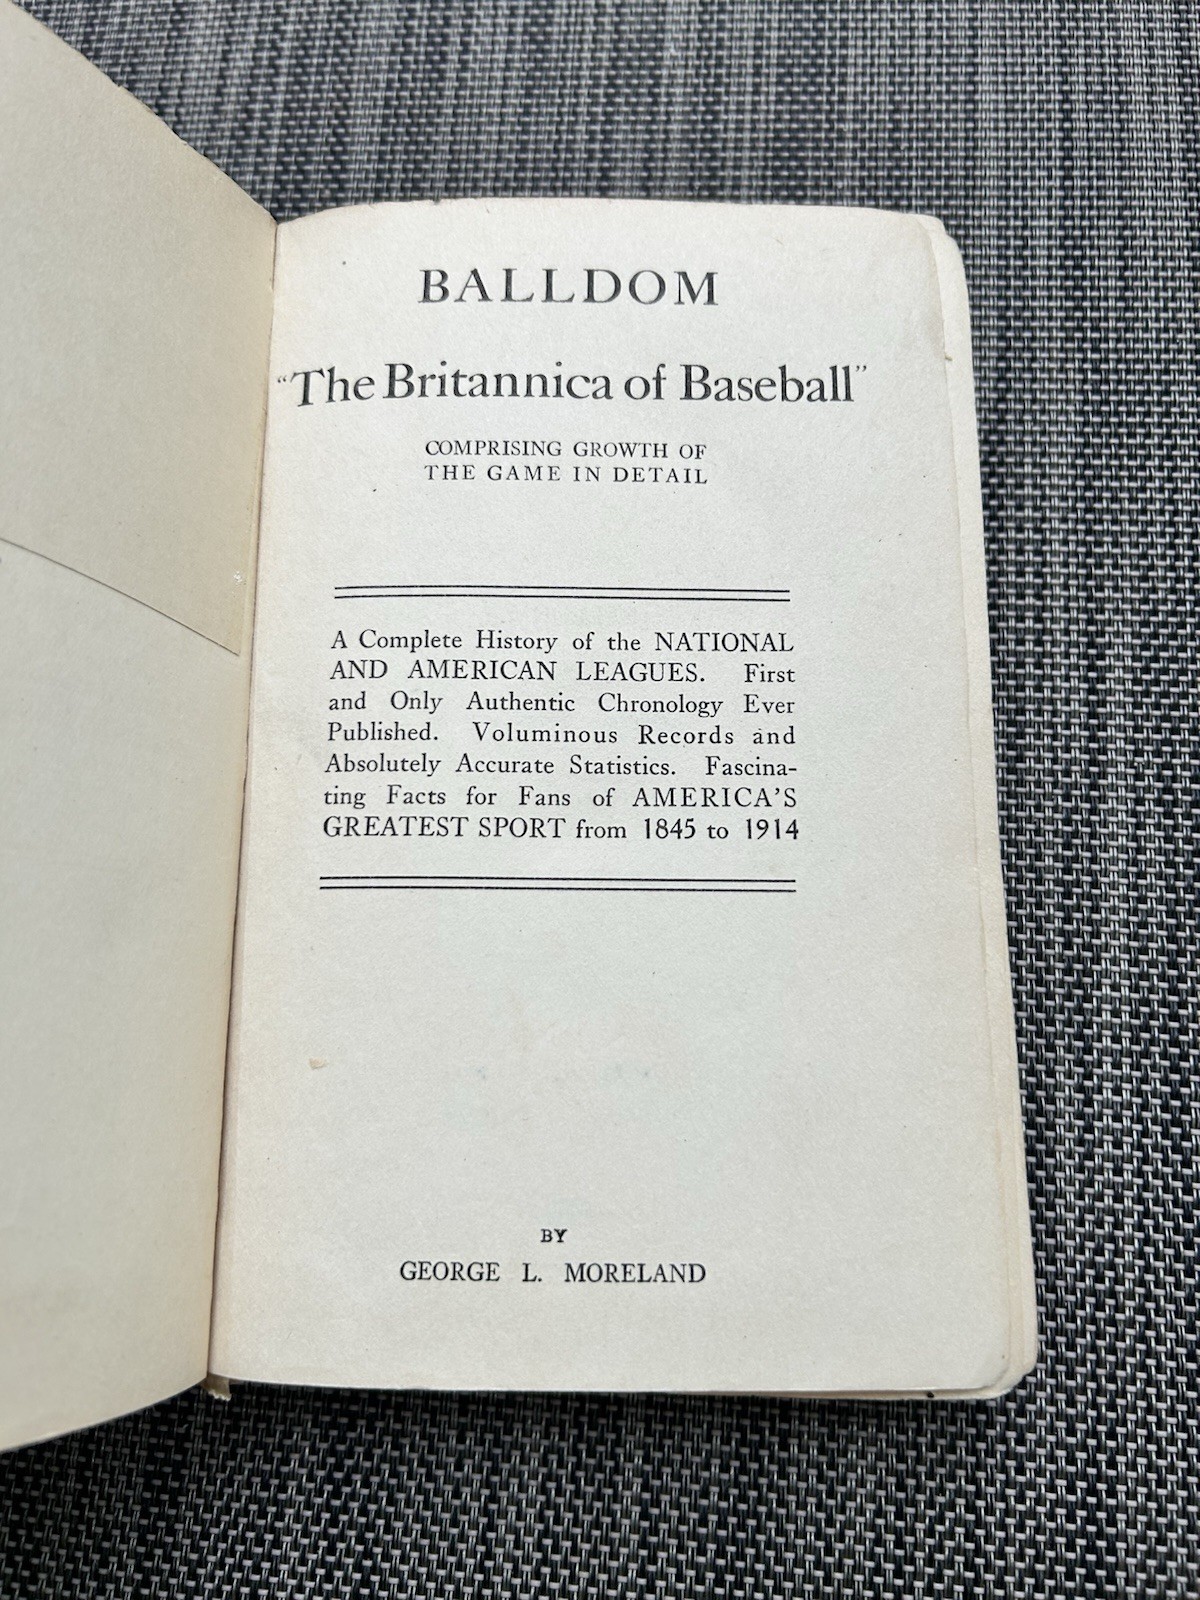 BALLDOM
"The Britannica of Baseball"
COMPRISING GROWTH OF
THE GAME IN DETAIL
A Complete History of the NATIONAL
AND AMERICAN LEAGUES. First
and Only Authentic Chronology Ever
Published. Voluminous Records and
Absolutely Accurate Statistics. Fascina-
ting Facts for Fans of AMERICA'S
GREATEST SPORT from 1845 to 1914
BY
GEORGE L. MORELAND